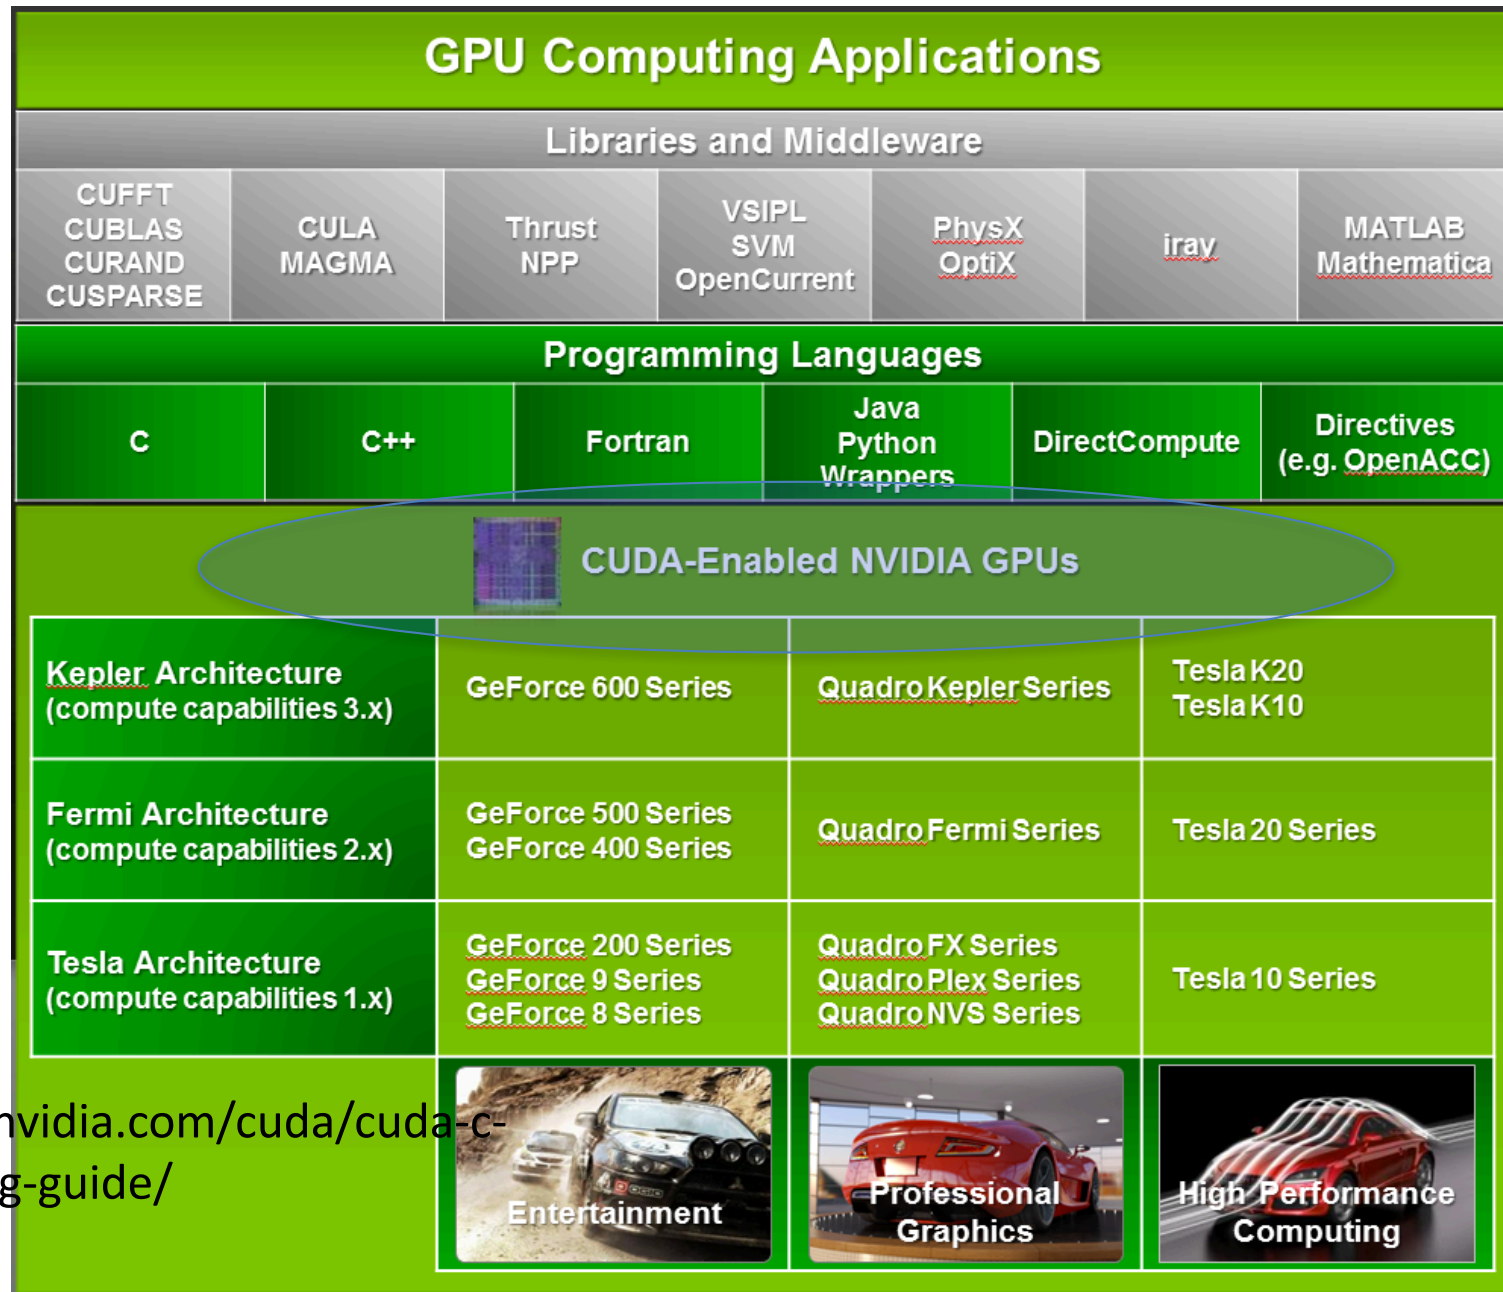 GPU Computing Applications
Libraries and Middleware
CUFFT
CUBLAS
CURAND
CUSPARSE
CULA
MAGMA
Thrust
NPP
VSIPL
SVM
OpenCurrent
PhysX
OptiX
iray
MATLAB
Mathematica
Programming Languages
C
C++
Fortran
Java
Python
Wrappers
DirectCompute
Directives
(e.g. OpenACC)
CUDA-Enabled NVIDIA GPUs
Kepler Architecture
(compute capabilities 3.x)
GeForce 600 Series
Quadro Kepler Series
Tesla K20
Tesla K10
Fermi Architecture
(compute capabilities 2.x)
GeForce 500 Series
GeForce 400 Series
Quadro Fermi Series
Tesla 20 Series
Tesla Architecture
(compute capabilities 1.x)
GeForce 200 Series
GeForce 9 Series
GeForce 8 Series
Quadro FX Series
Quadro Plex Series
Quadro NVS Series
Tesla 10 Series
nvidia.com/cuda/cuda-c-
g-guide/
Entertainment
Professional
Graphics
High Performance
Computing